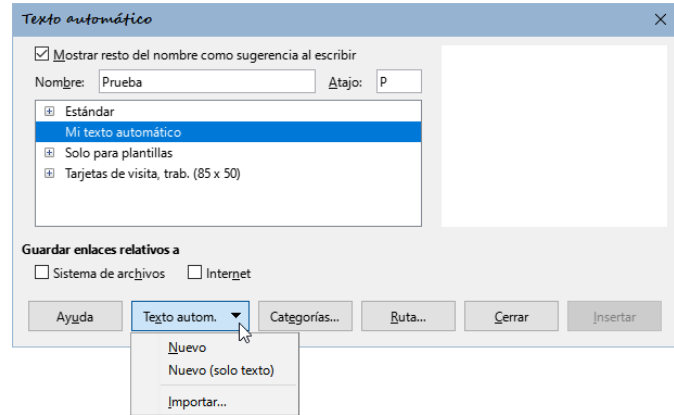 Texto automático
Mostrar resto del nombre como sugerencia al escribir
Nombre: Prueba Atajo: P
Estándar
Mi texto automático
Solo para plantillas
Tarjetas de visita, trab. (85 x 50)
Guardar enlaces relativos a
Sistema de archivos Internet
Ayuda Texto autom. Categorías... Ruta... Cerrar Insertar
Nuevo
Nuevo (solo texto)
Importar...